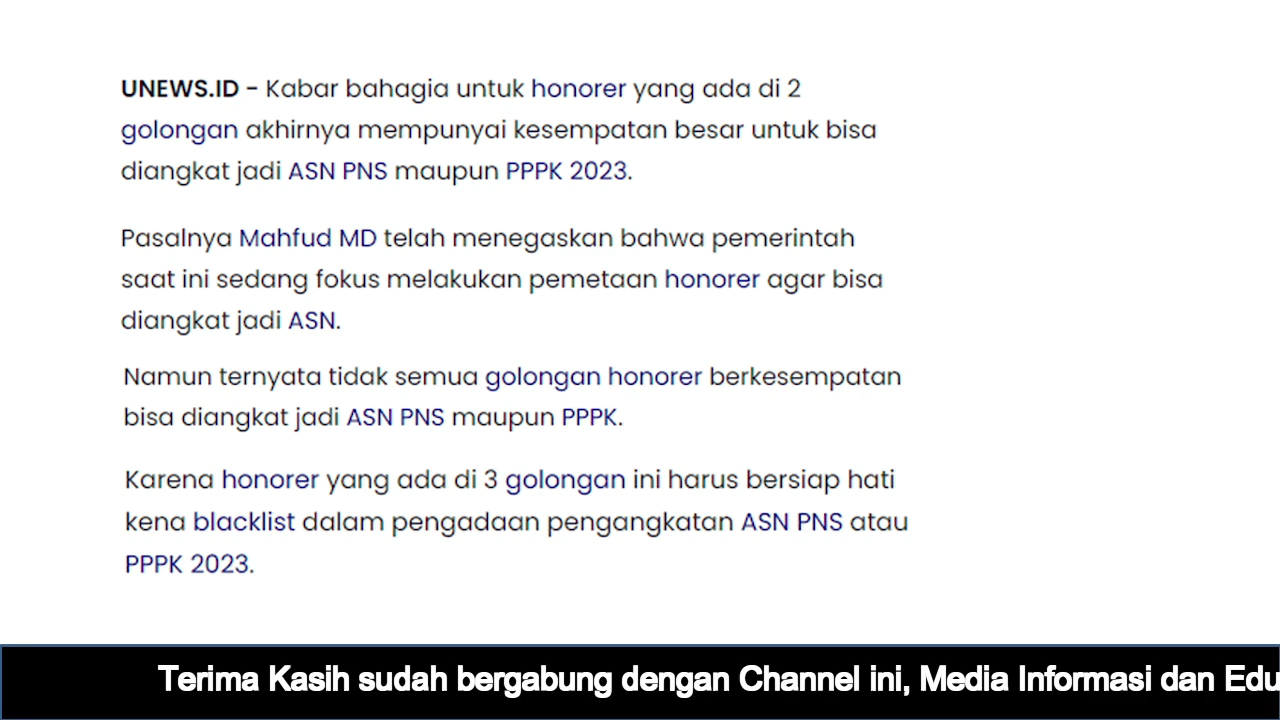 UNEWS.ID - Kabar bahagia untuk honorer yang ada di 2
golongan akhirnya mempunyai kesempatan besar untuk bisa
diangkat jadi ASN PNS maupun PPPK 2023.
Pasalnya Mahfud MD telah menegaskan bahwa pemerintah
saat ini sedang fokus melakukan pemetaan honorer agar bisa
diangkat jadi ASN.
Namun ternyata tidak semua golongan honorer berkesempatan
bisa diangkat jadi ASN PNS maupun PPPK.
Karena honorer yang ada di 3 golongan ini harus bersiap hati
kena blacklist dalam pengadaan pengangkatan ASN PNS atau
PPPK 2023.
Terima Kasih sudah bergabung dengan Channel ini, Media Informasi dan Edu